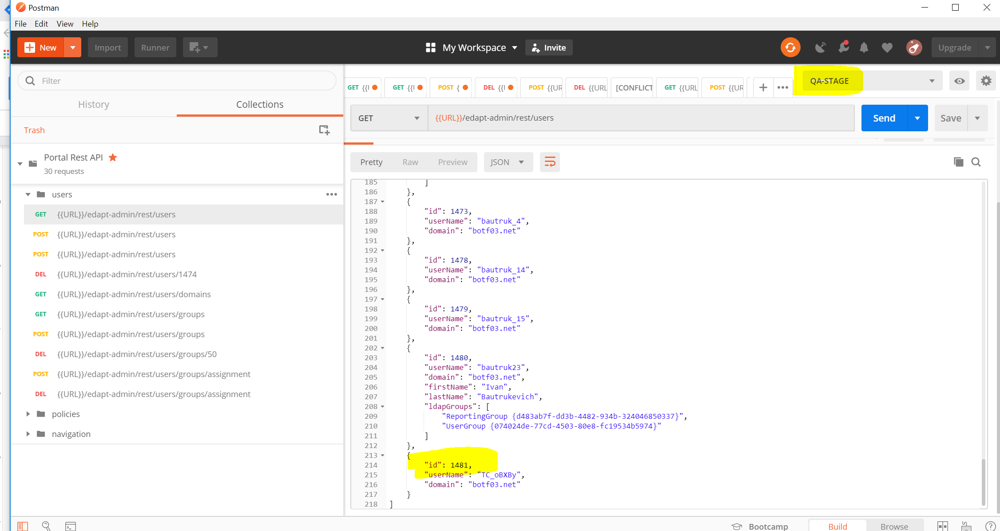 Postman
File Edit View Help
New Import Runner My Workspace Invite Upgrade
Filter
History Collections
Trash
Portal Rest API
30 requests
users
GET {{URL}}/edapt-admin/rest/users
POST {{URL}}/edapt-admin/rest/users
POST {{URL}}/edapt-admin/rest/users
DEL {{URL}}/edapt-admin/rest/users/1474
GET {{URL}}/edapt-admin/rest/users/domains
GET {{URL}}/edapt-admin/rest/users/groups
POST {{URL}}/edapt-admin/rest/users/groups
DEL {{URL}}/edapt-admin/rest/users/groups/50
POST {{URL}}/edapt-admin/rest/users/groups/assignment
DEL {{URL}}/edapt-admin/rest/users/groups/assignment
policies
navigation
GET {{l GET {{l POST { DEL {{l POST {{UR DEL {{URL [CONFLICT GET {{URL POST {{UR QA-STAGE
GET {{URL}}/edapt-admin/rest/users Send Save
Pretty Raw Preview JSON
185 ]
186 },
187 {
188 "id": 1473,
189 "userName": "bautruk_4",
190 "domain": "botf03.net"
191 },
192 {
193 "id": 1478,
194 "userName": "bautruk_14",
195 "domain": "botf03.net"
196 },
197 {
198 "id": 1479,
199 "userName": "bautruk_15",
200 "domain": "botf03.net"
201 },
202 {
203 "id": 1480,
204 "userName": "bautruk23",
205 "domain": "botf03.net",
206 "firstName": "Ivan",
207 "lastName": "Bautrukevich",
208 "ldapGroups": [
209 "ReportingGroup {d483ab7f-dd3b-4482-934b-324046850337}",
210 "UserGroup {074024de-77cd-4503-80e8-fc19534b5974}"
211 ]
212 },
213 {
214 "id": 1481,
215 "userName": "TC_oBXBy",
216 "domain": "botf03.net"
217 }
218 ]
Bootcamp Build Browse